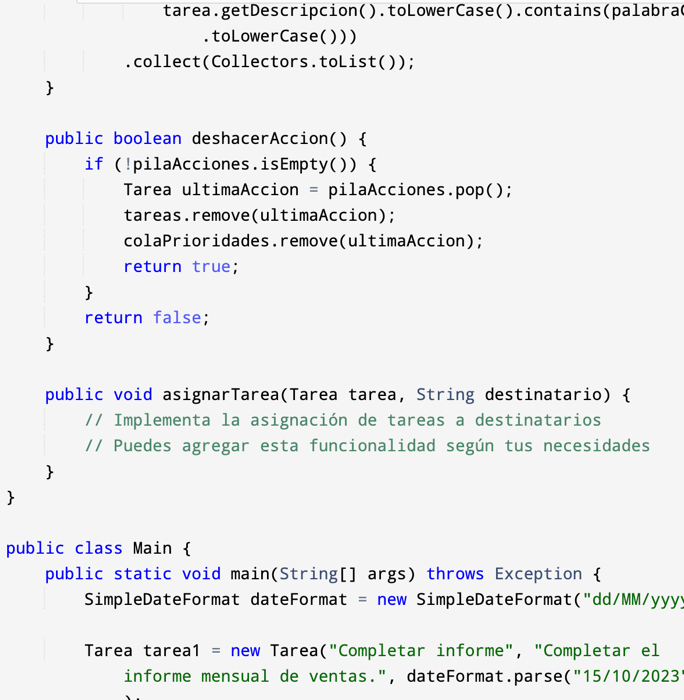 tarea.getDescripcion().toLowerCase().contains(palabra
.toLowerCase()))
.collect(Collectors.toList());
}
public boolean deshacerAccion() {
if (!pilaAcciones.isEmpty()) {
Tarea ultimaAccion = pilaAcciones.pop();
tareas.remove(ultimaAccion);
colaPrioridades.remove(ultimaAccion);
return true;
}
return false;
}
public void asignarTarea(Tarea tarea, String destinatario) {
// Implementa la asignación de tareas a destinatarios
// Puedes agregar esta funcionalidad según tus necesidades
}
}
public class Main {
public static void main(String[] args) throws Exception {
SimpleDateFormat dateFormat = new SimpleDateFormat("dd/MM/yyyy
Tarea tarea1 = new Tarea("Completar informe", "Completar el
informe mensual de ventas.", dateFormat.parse("15/10/2023"